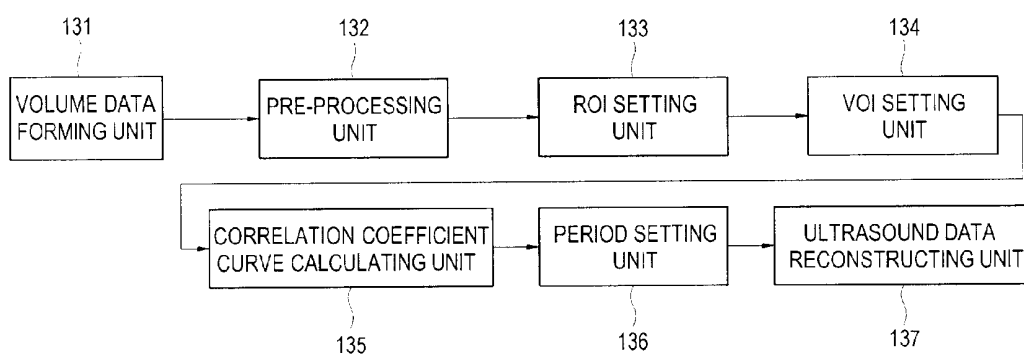 131
132
133
134
VOLUME DATA
FORMING UNIT
PRE-PROCESSING
UNIT
ROI SETTING
UNIT
VOI SETTING
UNIT
CORRELATION COEFFICIENT
CURVE CALCULATING UNIT
PERIOD SETTING
UNIT
ULTRASOUND DATA
RECONSTRUCTING UNIT
135
136
137